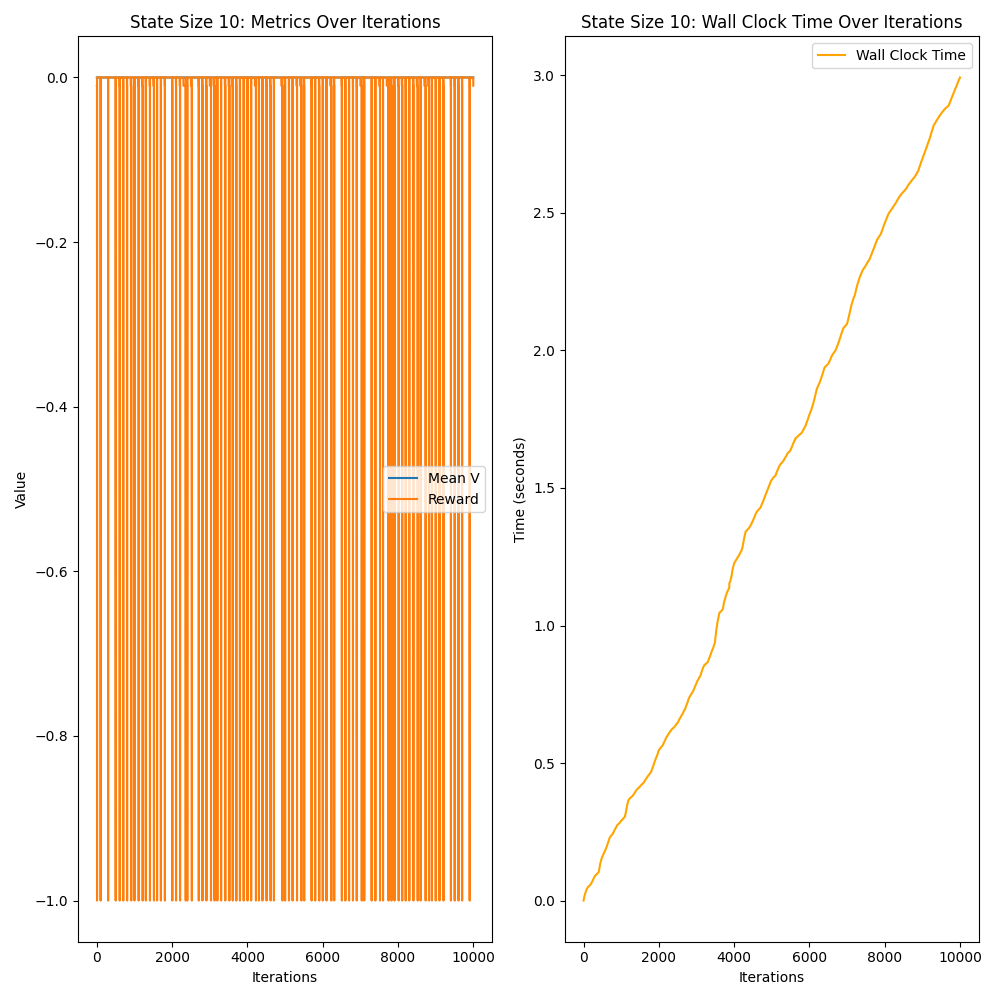 State Size 10: Metrics Over Iterations
0.0
−0.2
−0.4
−0.6
−0.8
−1.0
Value
Mean V
Reward
0
2000
4000
6000
8000
10000
Iterations
State Size 10: Wall Clock Time Over Iterations
Wall Clock Time
3.0
2.5
2.0
1.5
1.0
0.5
0.0
Time (seconds)
0
2000
4000
6000
8000
10000
Iterations